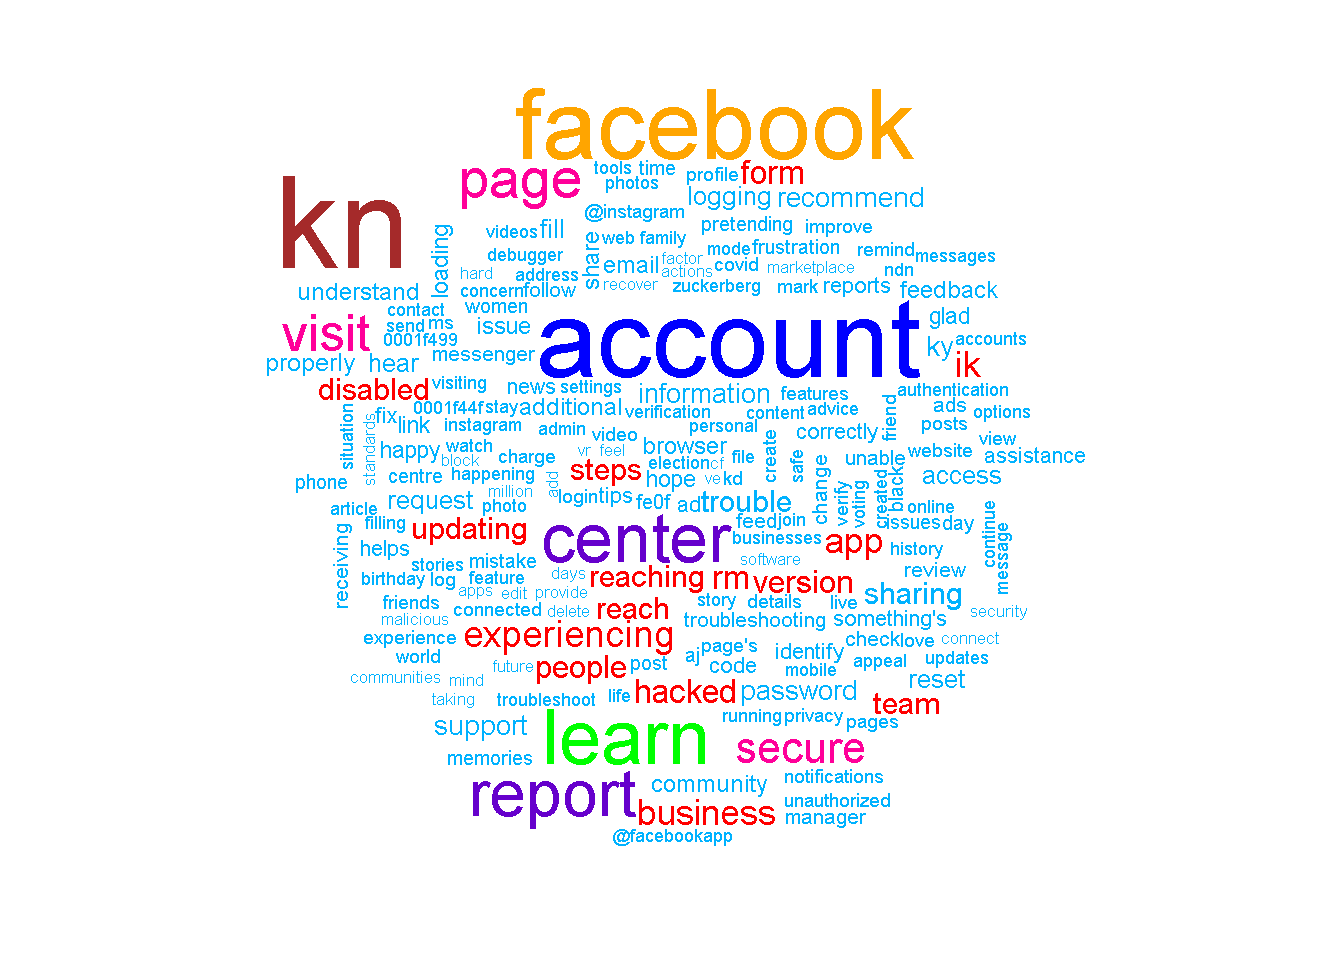 facebook
page tools time profile form
photos logging recommend
kn @instagram pretending improve
loading videos fill share web family mode frustration remind messages
debugger email factor covid marketplace ndn
hard address actions
understand concern follow recover zuckerberg mark reports feedback
contact women
visit send ms issue account glad
0001f499 ky accounts
properly hear messenger ik
disabled visiting news settings information features authentication
0001f44f stay additional verification content advice friend ads options
situation standards fix link instagram admin video personal correctly posts
happy watch vr feel browser create safe unable website view
block charge steps election cf file assistance
phone centre happening add hope ve kd change black access
request million login tips fe0f ad trouble verify voting created
article photo online
filling updating center feed join issues day continue
receiving helps businesses app history
stories mistake software message
birthday log feature days reaching rm version review
apps edit provide sharing
friends connected delete reach story details live security
malicious troubleshooting something's
experience experiencing page's check love connect
world aj identify
future people post code mobile appeal updates
communities mind reset
taking troubleshoot life hacked password team
support learn running privacy pages
memories secure
report community notifications
business unauthorized
manager
@facebookapp